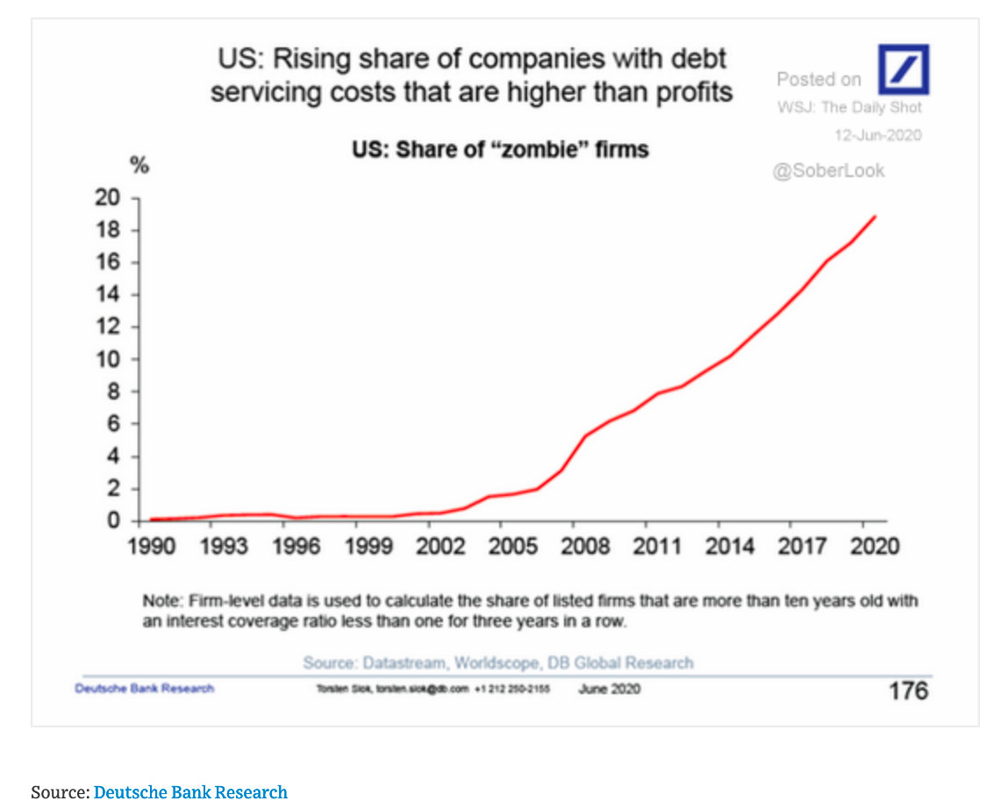 US: Rising share of companies with debt
servicing costs that are higher than profits
Posted on
WSJ: The Daily Shot
12-Jun-2020
@SoberLook
US: Share of “zombie” firms
%
20
18
16
14
12
10
8
6
4
2
0
1990 1993 1996 1999 2002 2005 2008 2011 2014 2017 2020
Note: Firm-level data is used to calculate the share of listed firms that are more than ten years old with
an interest coverage ratio less than one for three years in a row.
Source: Datastream, Worldscope, DB Global Research
Deutsche Bank Research Torsten Slok, torsten.slok@db.com +1 212 250-2155 June 2020 176
Source: Deutsche Bank Research